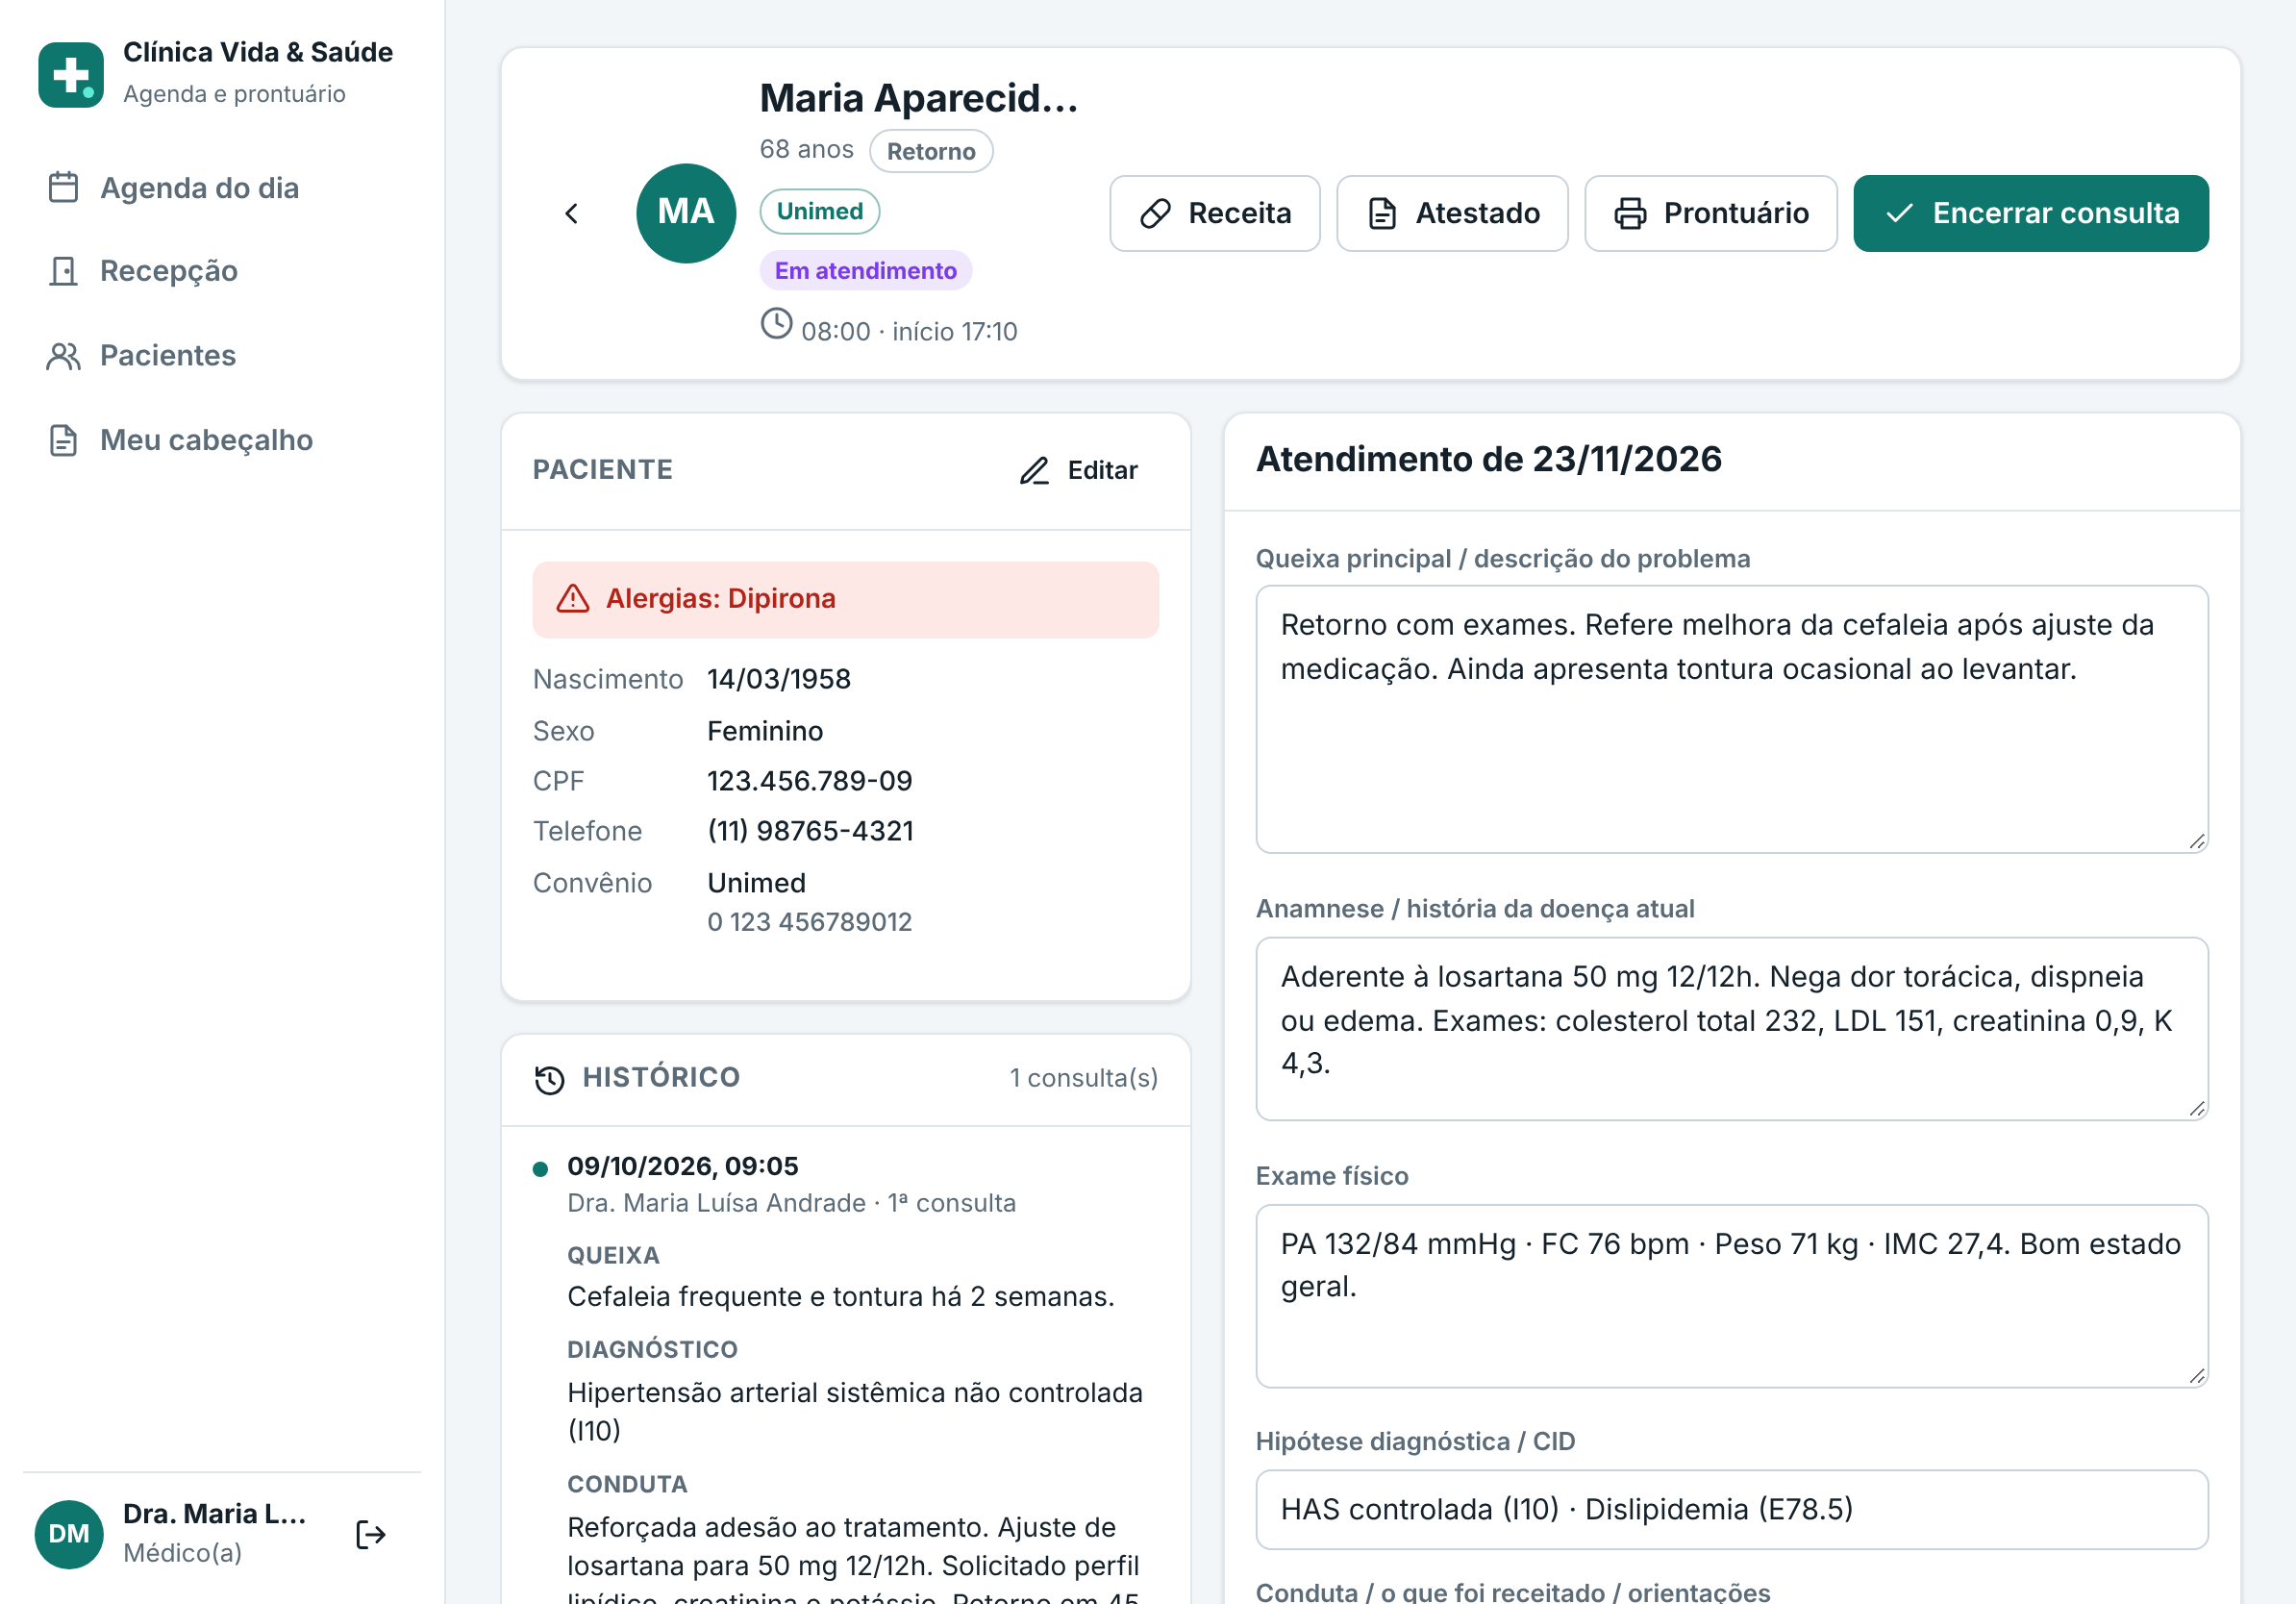 Clínica Vida & Saúde
Agenda e prontuário
Agenda do dia
Recepção
Pacientes
Meu cabeçalho
DM
Dra. Maria L...
Médico(a)
MA
Maria Aparecid...
68 anos Retorno
Unimed
Em atendimento
08:00 · início 17:10
Receita
Atestado
Prontuário
Encerrar consulta
PACIENTE
Editar
Alergias: Dipirona
Nascimento 14/03/1958
Sexo Feminino
CPF 123.456.789-09
Telefone (11) 98765-4321
Convênio Unimed
0 123 456789012
HISTÓRICO
1 consulta(s)
09/10/2026, 09:05
Dra. Maria Luísa Andrade · 1ª consulta
QUEIXA
Cefaleia frequente e tontura há 2 semanas.
DIAGNÓSTICO
Hipertensão arterial sistêmica não controlada
(I10)
CONDUTA
Reforçada adesão ao tratamento. Ajuste de
losartana para 50 mg 12/12h. Solicitado perfil
lipídico, creatinina e potássio. Retorno em 45
Atendimento de 23/11/2026
Queixa principal / descrição do problema
Retorno com exames. Refere melhora da cefaleia após ajuste da
medicação. Ainda apresenta tontura ocasional ao levantar.
Anamnese / história da doença atual
Aderente à losartana 50 mg 12/12h. Nega dor torácica, dispneia
ou edema. Exames: colesterol total 232, LDL 151, creatinina 0,9, K
4,3.
Exame físico
PA 132/84 mmHg · FC 76 bpm · Peso 71 kg · IMC 27,4. Bom estado
geral.
Hipótese diagnóstica / CID
HAS controlada (I10) · Dislipidemia (E78.5)
Conduta / o que foi receitado / orientações